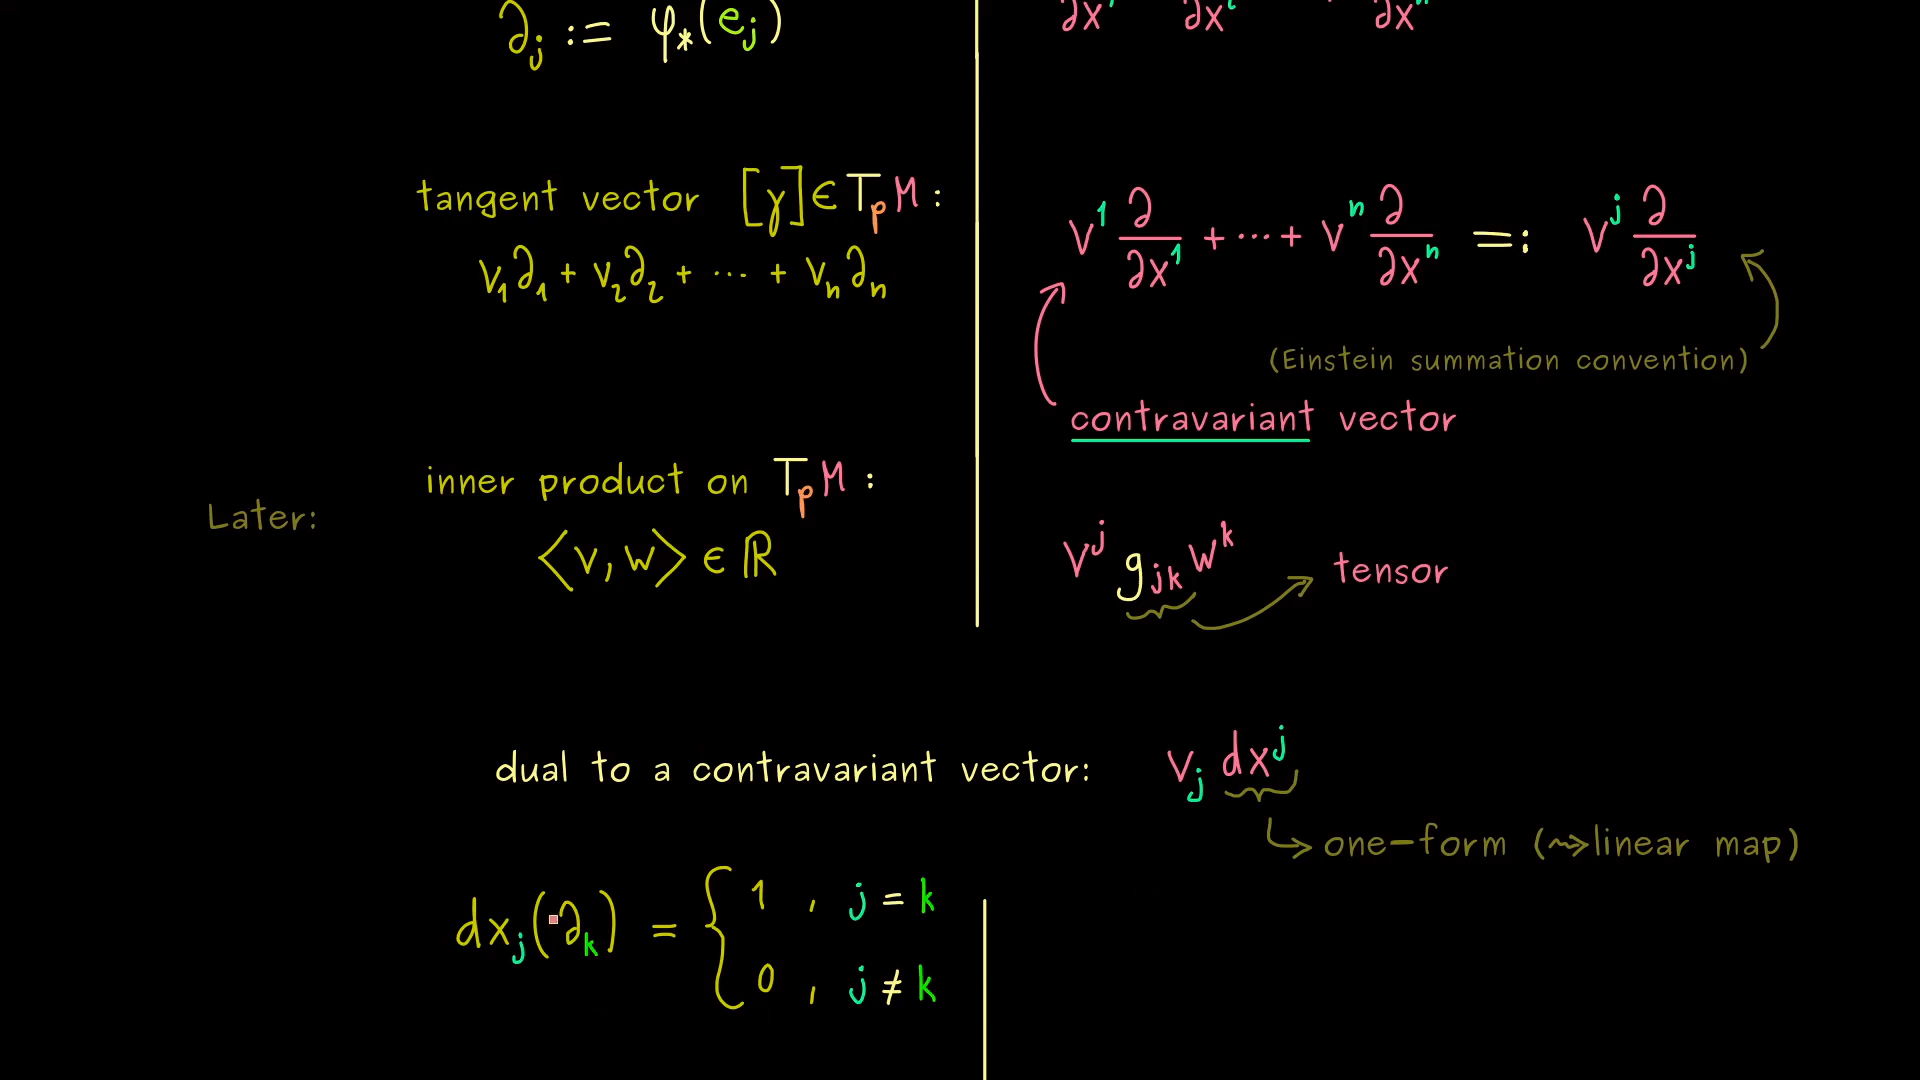 ∂_j := φ_*(e_j)
∂x ∂x ∂x^n
tangent vector [γ] ∈ T_pM :
v_1∂_1 + v_2∂_2 + ⋯ + v_n∂_n
v^1 ∂/∂x^1 + ⋯ + v^n ∂/∂x^n =: v^j ∂/∂x^j
(Einstein summation convention)
contravariant vector
Later:
inner product on T_pM :
⟨v, w⟩ ∈ ℝ
v^j g_jk w^k → tensor
dual to a contravariant vector: v_j dx^j
↳ one-form (⇝ linear map)
dx_j(∂_k) = { 1 , j = k
0 , j ≠ k